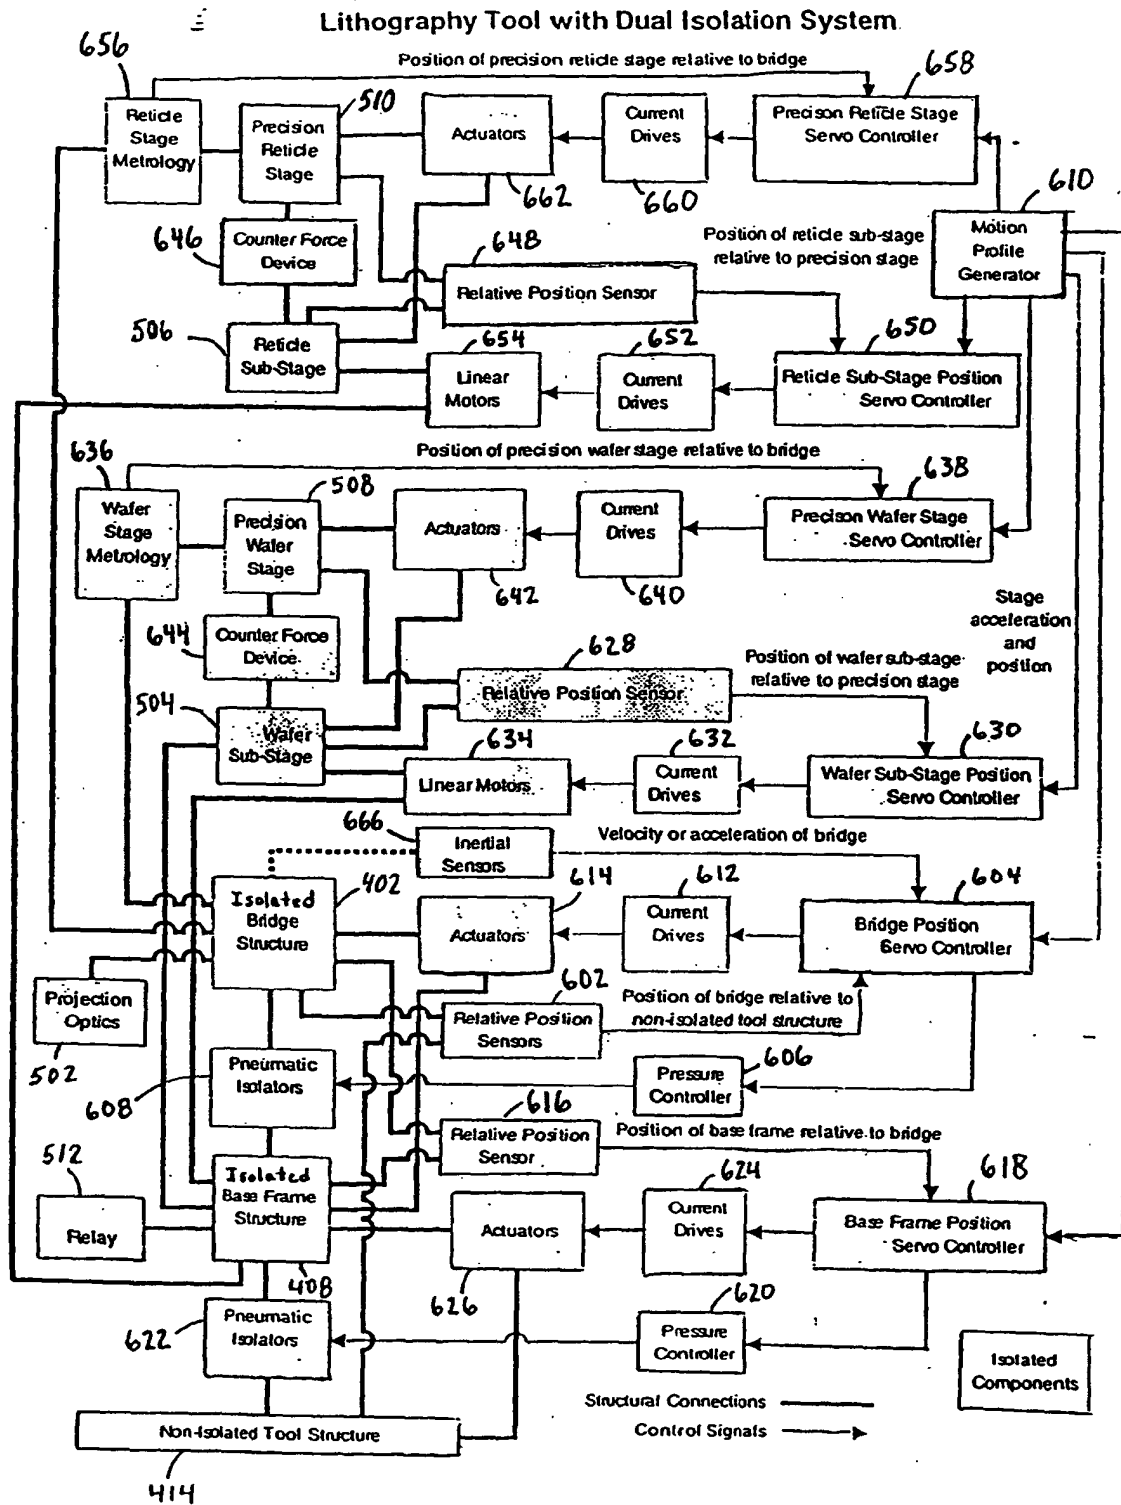 Lithography Tool with Dual Isolation System
656
Position of precision reticle stage relative to bridge
658
510
Reticle
Stage
Metrology
Precision
Reticle
Stage
Actuators
Current
Drives
Precison Reticle Stage
Servo Controller
662
660
610
646
Counter Force
Device
648
Position of reticle sub-stage
relative to precision stage
Motion
Profile
Generator
Relative Position Sensor
506
Reticle
Sub-Stage
654
652
650
Linear
Motors
Current
Drives
Reticle Sub-Stage Position
Servo Controller
636
Position of precision wafer stage relative to bridge
508
638
Wafer
Stage
Metrology
Precision
Wafer
Stage
Actuators
Current
Drives
Precison Wafer Stage
Servo Controller
642
640
Stage
acceleration
and
position
644
Counter Force
Device
628
Position of wafer sub-stage
relative to precision stage
Relative Position Sensor
504
Wafer
Sub-Stage
634
632
630
Linear Motors
Current
Drives
Wafer Sub-Stage Position
Servo Controller
666
Inertial
Sensors
Velocity or acceleration of bridge
402
614
612
604
Isolated
Bridge
Structure
Actuators
Current
Drives
Bridge Position
Servo Controller
Projection
Optics
502
602
Relative Position
Sensors
Position of bridge relative to
non-isolated tool structure
Pneumatic
Isolators
608
606
Pressure
Controller
616
Relative Position
Sensor
Position of base frame relative to bridge
512
Relay
Isolated
Base Frame
Structure
408
624
618
Actuators
Current
Drives
Base Frame Position
Servo Controller
626
620
622
Pneumatic
Isolators
Pressure
Controller
Isolated
Components
Structural Connections
Control Signals
Non-Isolated Tool Structure
414